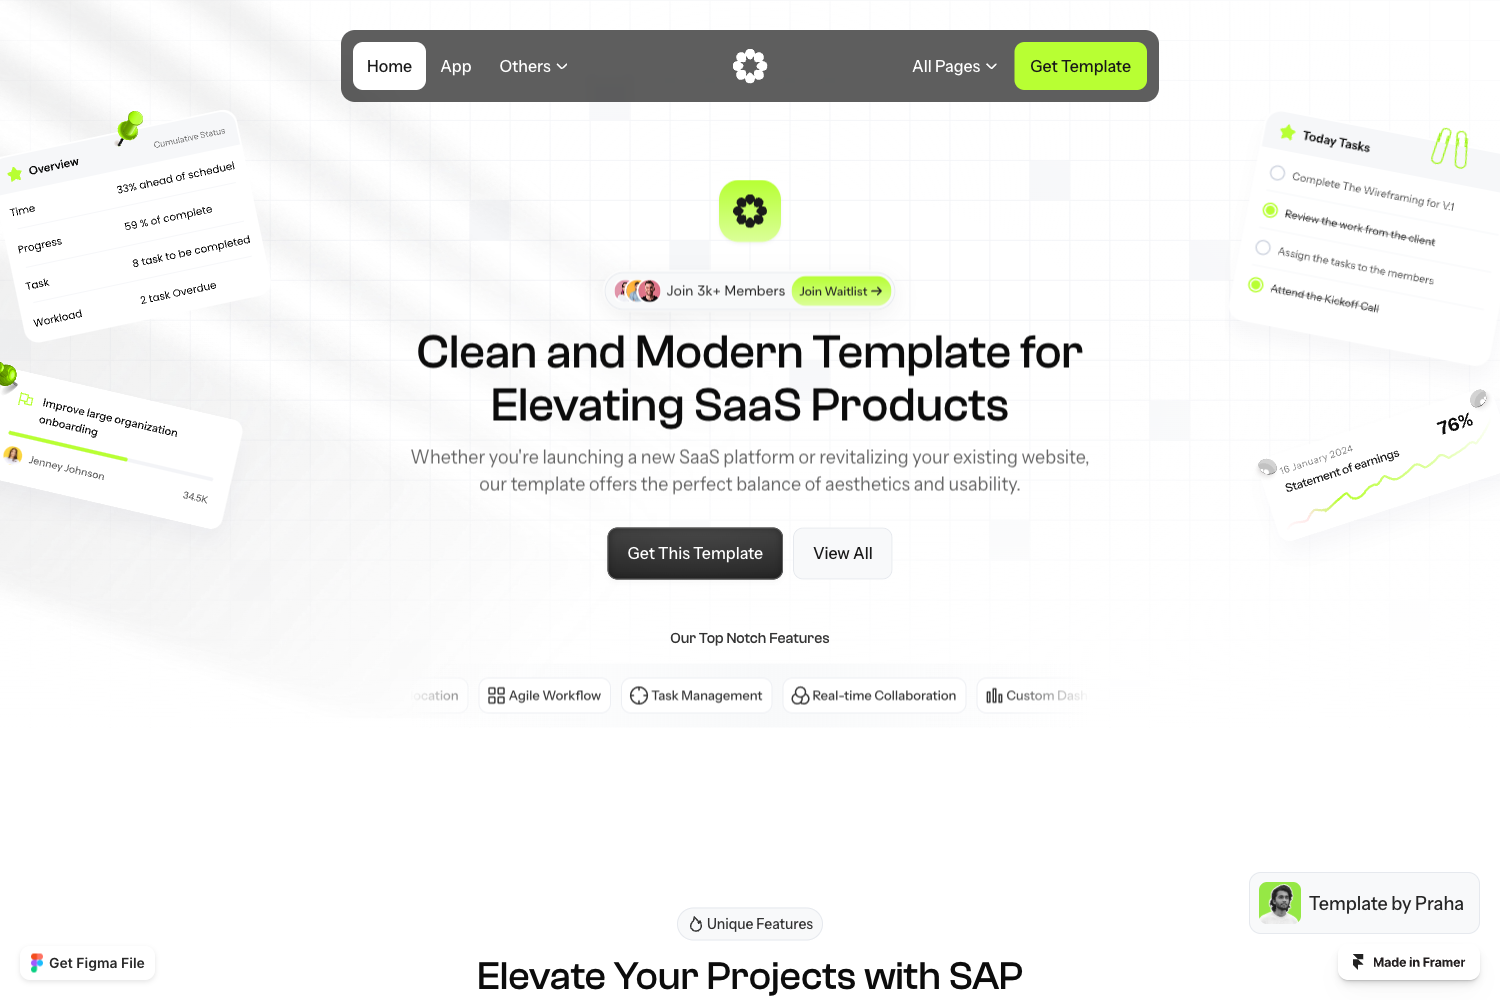 Home
App
Others
All Pages
Get Template
Overview
Cumulative Status
Time
33% ahead of scheduel
Progress
59 % of complete
Task
8 task to be completed
Workload
2 task Overdue
Today Tasks
Complete The Wireframing for V.1
Review the work from the client
Assign the tasks to the members
Attend the Kickoff Call
Join 3k+ Members
Join Waitlist →
Clean and Modern Template for
Elevating SaaS Products
Whether you're launching a new SaaS platform or revitalizing your existing website,
our template offers the perfect balance of aesthetics and usability.
Improve large organization
onboarding
Jenney Johnson
34.5K
76%
16 January 2024
Statement of earnings
Get This Template
View All
Our Top Notch Features
Agile Workflow
Task Management
Real-time Collaboration
Custom
Template by Praha
Unique Features
Get Figma File
Made in Framer
Elevate Your Projects with SAP